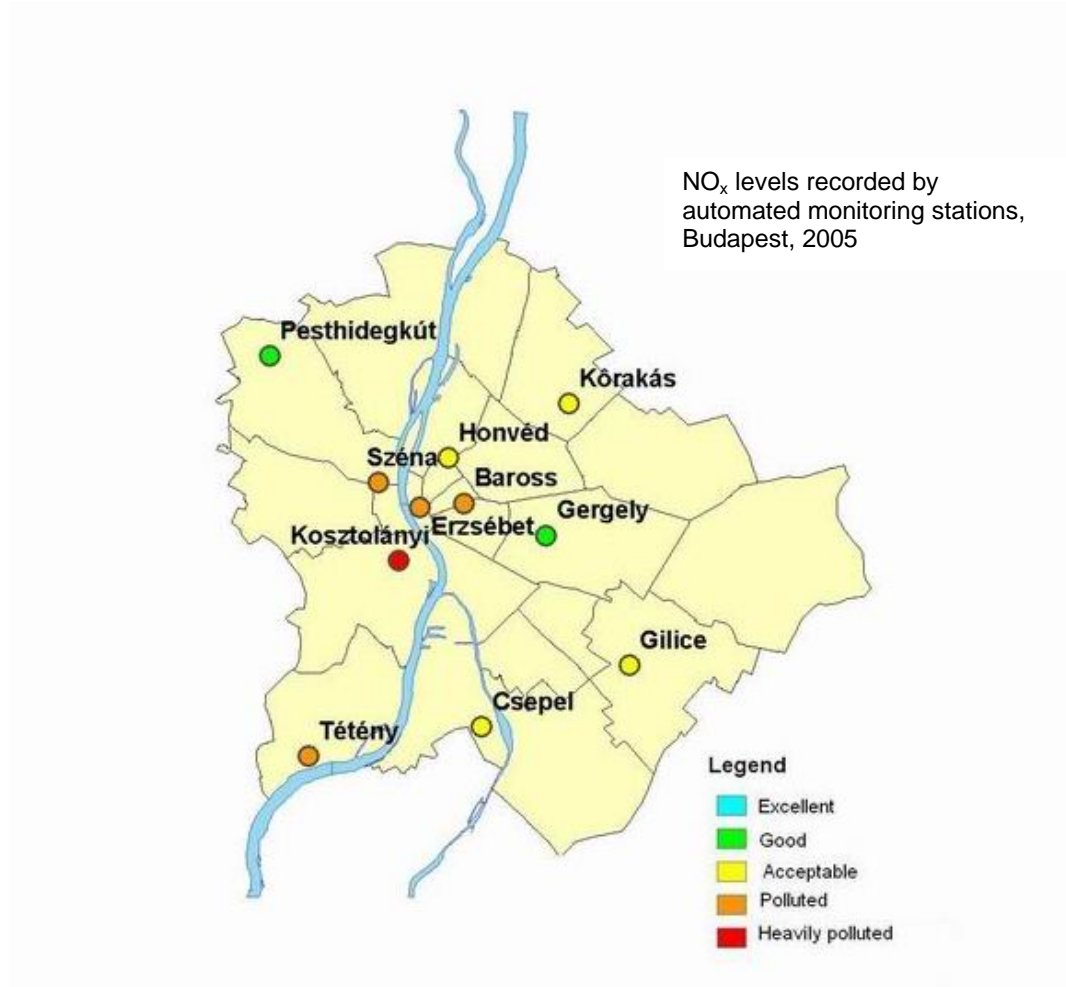 NOₓ levels recorded by
automated monitoring stations,
Budapest, 2005
Pesthidegkút
Kôrakás
Honvéd
Széna
Baross
Gergely
Erzsébet
Kosztolányi
Gilice
Csepel
Tétény
Legend
Excellent
Good
Acceptable
Polluted
Heavily polluted